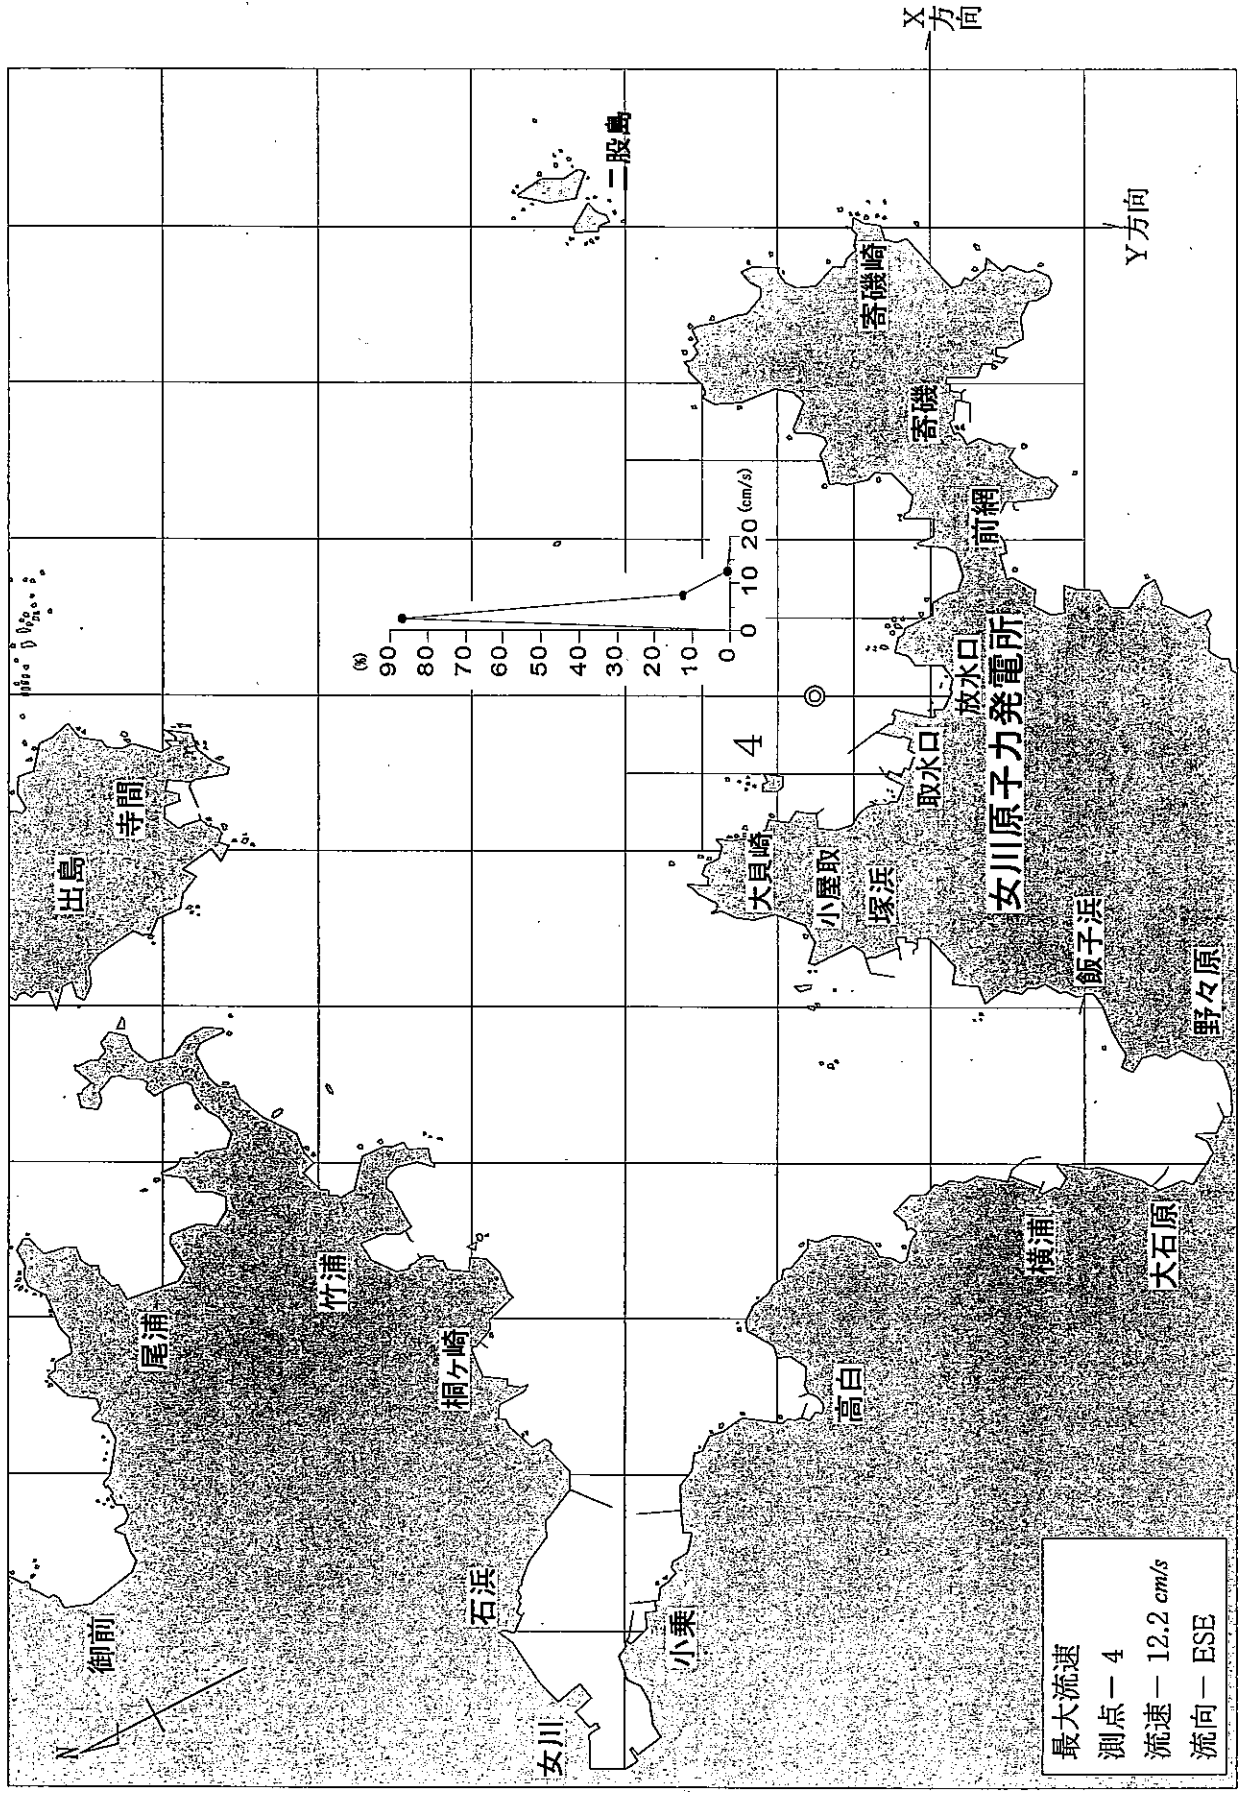 X方向
Y方向
N
二股島
寄磯崎
寄磯
前網
(%)
90
80
70
60
50
40
30
20
10
0
0
10
20
(cm/s)
4
出島
寺間
放水口
女川原子力発電所
取水口
大貝崎
小屋取
塚浜
飯子浜
野々原
尾浦
竹浦
桐ヶ崎
横浦
大石原
高白
御前
石浜
小乗
女川
最大流速
測点－4
流速－12.2 cm/s
流向－ESE